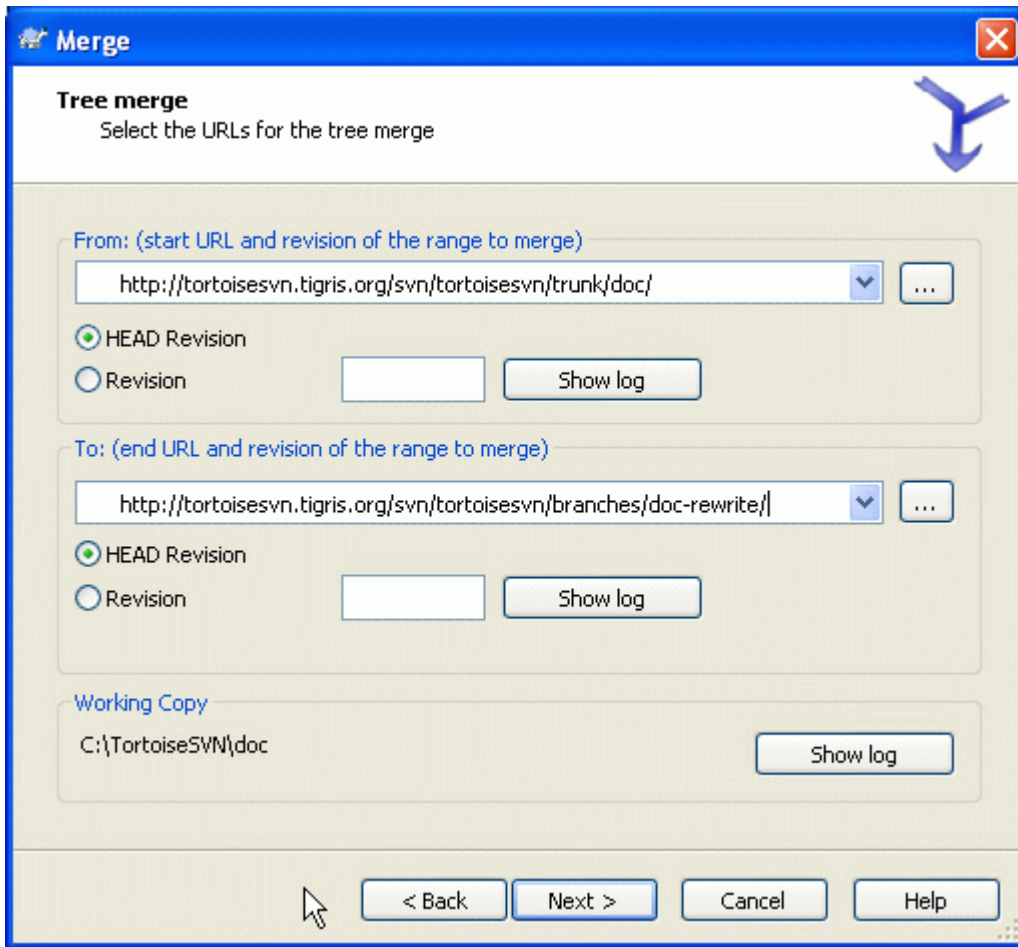 Merge
Tree merge
Select the URLs for the tree merge
From: (start URL and revision of the range to merge)
http://tortoisesvn.tigris.org/svn/tortoisesvn/trunk/doc/
...
HEAD Revision
Revision
Show log
To: (end URL and revision of the range to merge)
http://tortoisesvn.tigris.org/svn/tortoisesvn/branches/doc-rewrite/
...
HEAD Revision
Revision
Show log
Working Copy
C:\TortoiseSVN\doc
Show log
< Back
Next >
Cancel
Help